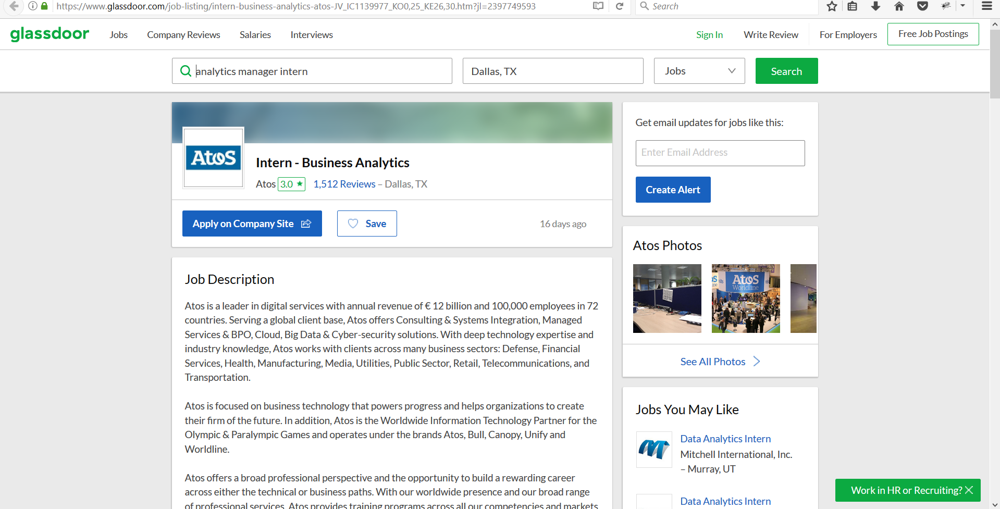 https://www.glassdoor.com/job-listing/intern-business-analytics-atos-JV_IC1139977_KO0,25_KE26,30.htm?jl=2397749593
Search
glassdoor
Jobs
Company Reviews
Salaries
Interviews
Sign In
Write Review
For Employers
Free Job Postings
analytics manager intern
Dallas, TX
Jobs
Search
Atos
Intern - Business Analytics
Atos 3.0 ★ 1,512 Reviews – Dallas, TX
Apply on Company Site
Save
16 days ago
Job Description
Atos is a leader in digital services with annual revenue of € 12 billion and 100,000 employees in 72
countries. Serving a global client base, Atos offers Consulting & Systems Integration, Managed
Services & BPO, Cloud, Big Data & Cyber-security solutions. With deep technology expertise and
industry knowledge, Atos works with clients across many business sectors: Defense, Financial
Services, Health, Manufacturing, Media, Utilities, Public Sector, Retail, Telecommunications, and
Transportation.
Atos is focused on business technology that powers progress and helps organizations to create
their firm of the future. In addition, Atos is the Worldwide Information Technology Partner for the
Olympic & Paralympic Games and operates under the brands Atos, Bull, Canopy, Unify and
Worldline.
Atos offers a broad professional perspective and the opportunity to build a rewarding career
across either the technical or business paths. With our worldwide presence and our broad range
of professional services, Atos provides training programs across all our competencies and markets
Get email updates for jobs like this:
Enter Email Address
Create Alert
Atos Photos
Atos
Worldline
See All Photos
Jobs You May Like
Data Analytics Intern
Mitchell International, Inc.
– Murray, UT
Data Analytics Intern
Work in HR or Recruiting?